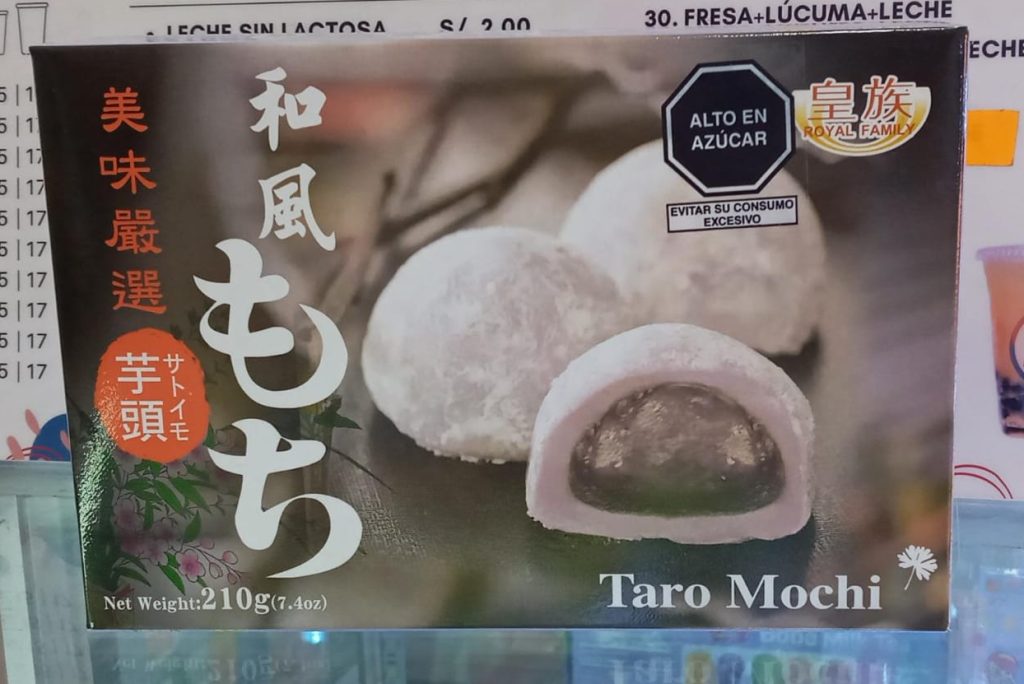 LECHE SIN LACTOSA S/ 2.00
30. FRESA+LÚCUMA+LECHE
美味嚴選
芋頭
サトイモ
和風
もち
ALTO EN
AZÚCAR
EVITAR SU CONSUMO
EXCESIVO
皇族
ROYAL FAMILY
Net Weight:210g(7.4oz)
Taro Mochi